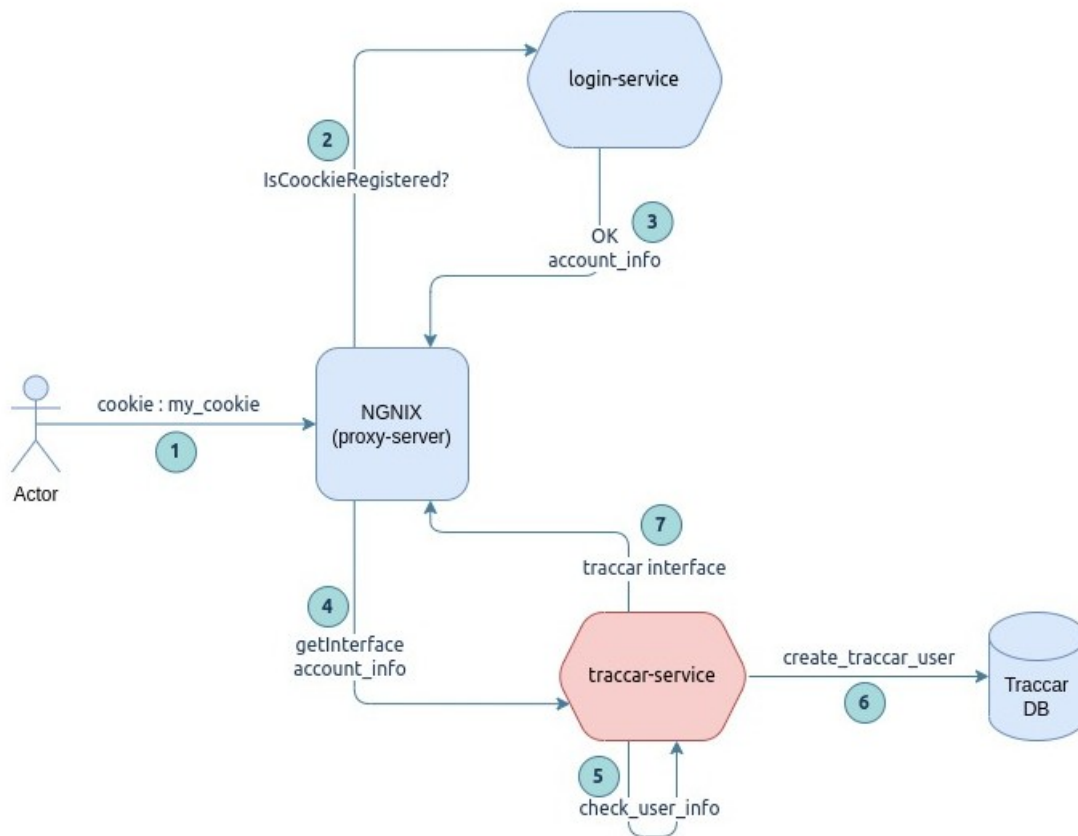 login-service
2
IsCoockieRegistered?
3
OK
account_info
cookie : my_cookie
1
Actor
NGNIX
(proxy-server)
7
traccar interface
4
getInterface
account_info
traccar-service
create_traccar_user
6
Traccar
DB
5
check_user_info